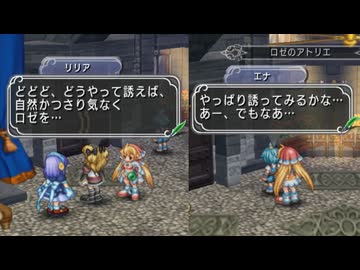 リリア
どどど、どうやって誘えば、
自然かつさり気なく
ロゼを…
ロゼのアトリエ
エナ
やっぱり誘ってみるかな…
あー、でもなあ…